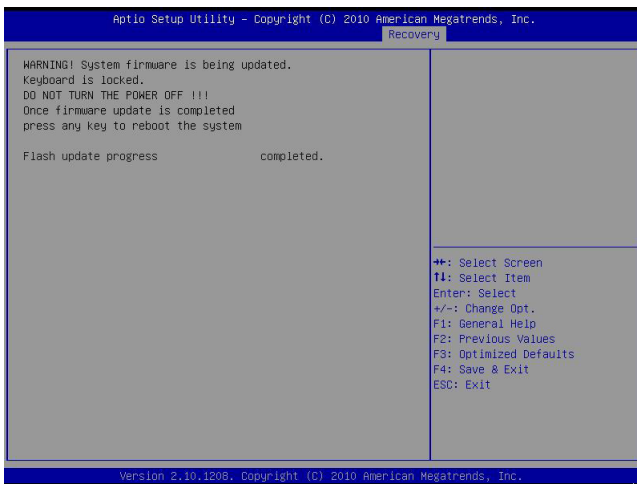 Aptio Setup Utility – Copyright (C) 2010 American Megatrends, Inc.
Recovery
WARNING! System firmware is being updated.
Keyboard is locked.
DO NOT TURN THE POWER OFF !!!
Once firmware update is completed
press any key to reboot the system
Flash update progress completed.
→←: Select Screen
↑↓: Select Item
Enter: Select
+/-: Change Opt.
F1: General Help
F2: Previous Values
F3: Optimized Defaults
F4: Save & Exit
ESC: Exit
Version 2.10.1208. Copyright (C) 2010 American Megatrends, Inc.